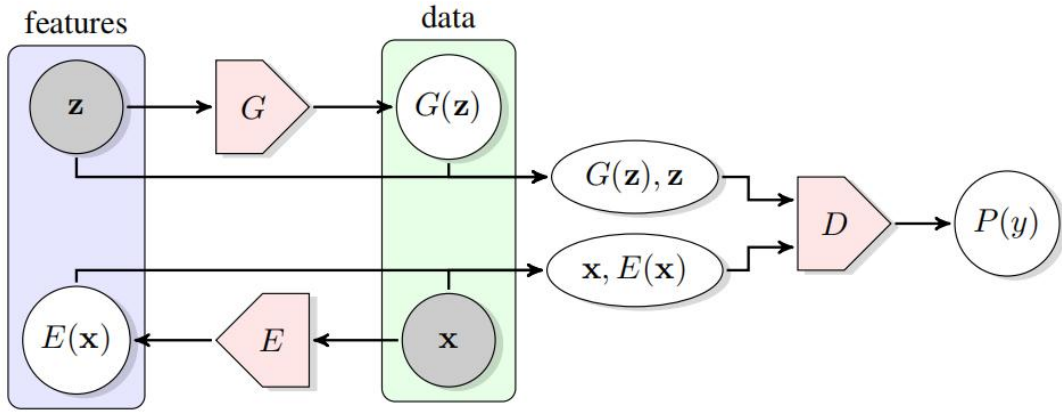 features
data
z
G
G(z)
G(z), z
D
P(y)
x, E(x)
E(x)
E
x